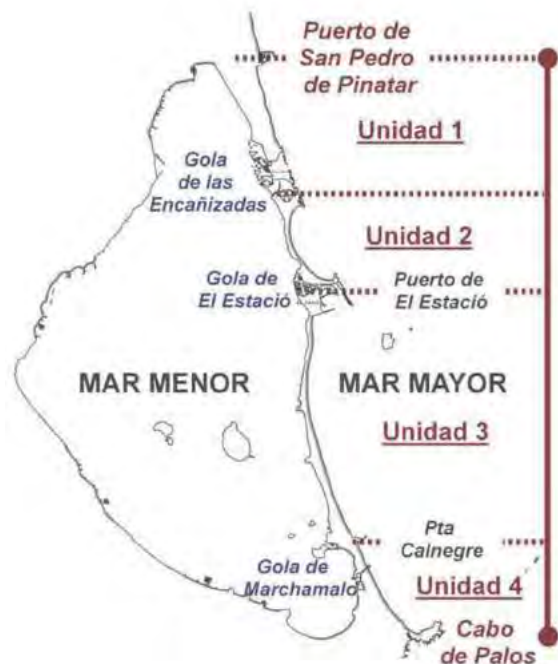 Puerto de
San Pedro
de Pinatar
Unidad 1
Gola
de las
Encañizadas
Unidad 2
Gola de
El Estació
Puerto de
El Estació
MAR MENOR
MAR MAYOR
Unidad 3
Pta
Calnegre
Gola de
Marchamalo
Unidad 4
Cabo
de Palos